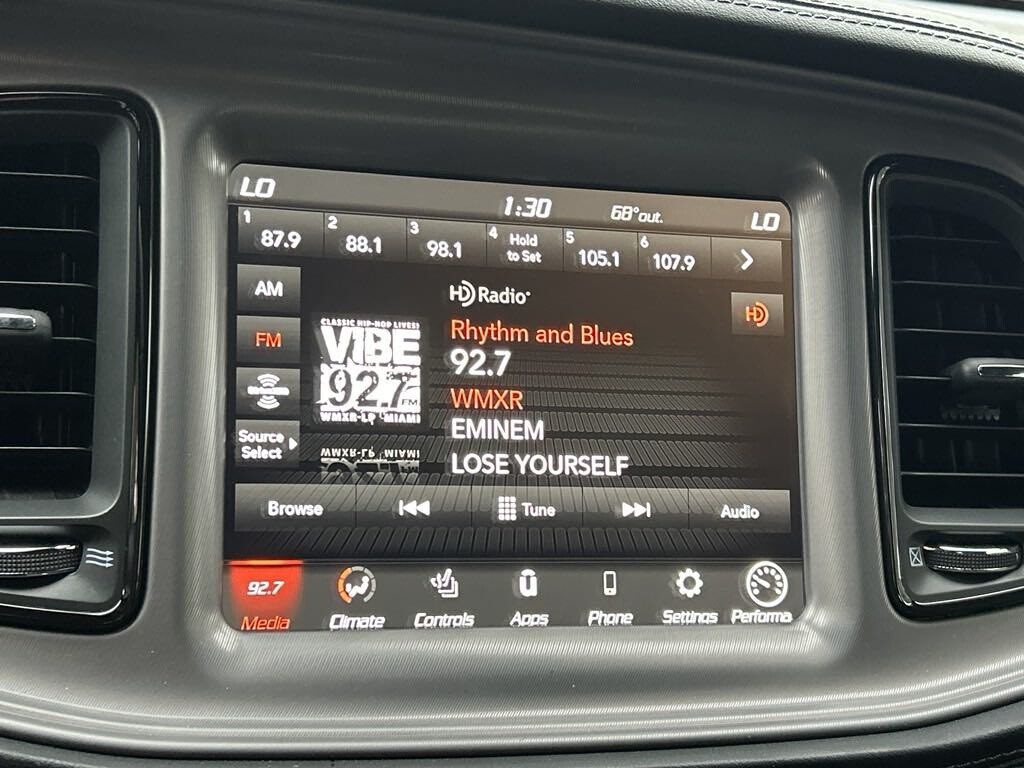 LO 1:30 68°out. LO
1 87.9 2 88.1 3 98.1 4 Hold to Set 5 105.1 6 107.9
AM
FM
Source
Select
CLASSIC HIP-HOP LIVES!
VIBE
92.7 FM
WMXR-LP MIAMI
HD Radio
HD
Rhythm and Blues
92.7
WMXR
EMINEM
LOSE YOURSELF
Browse Tune Audio
92.7
Media Climate Controls Apps Phone Settings Performa